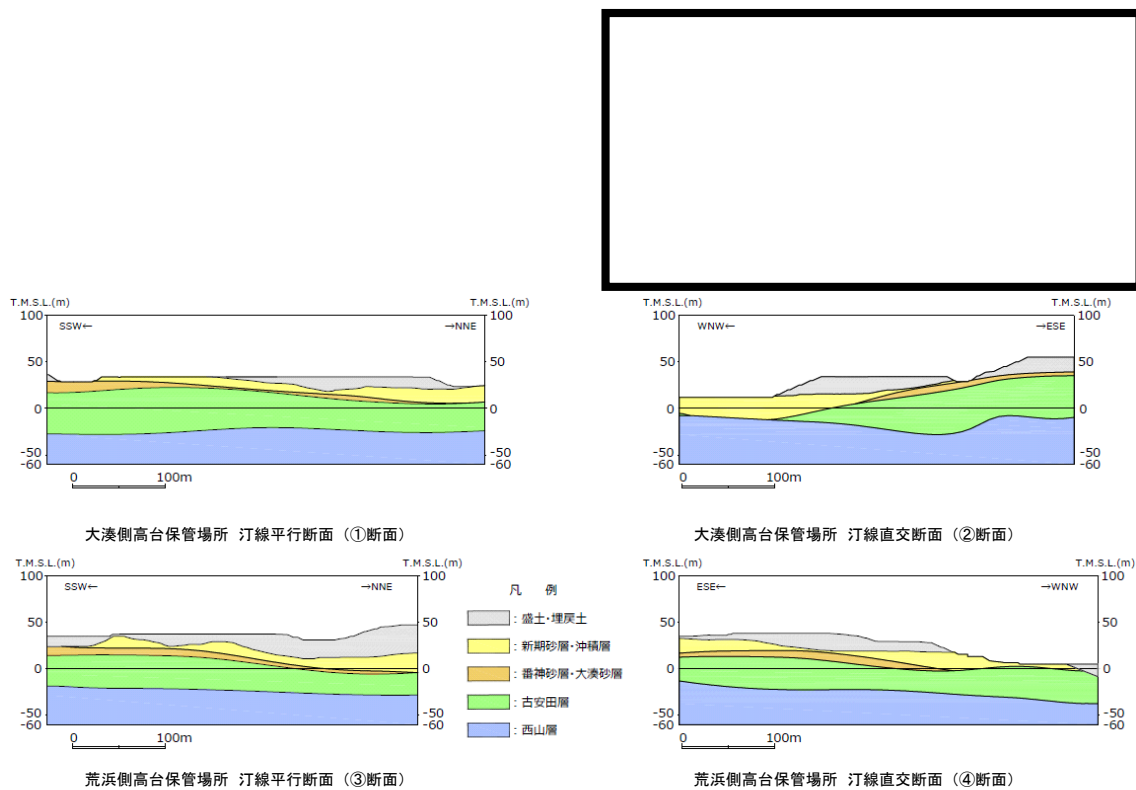 T.M.S.L.(m) T.M.S.L.(m)
100 100
SSW← →NNE
50 50
0 0
-50 -50
-60 -60
0 100m
大湊側高台保管場所 汀線平行断面（①断面）
T.M.S.L.(m) T.M.S.L.(m)
100 100
WNW← →ESE
50 50
0 0
-50 -50
-60 -60
0 100m
大湊側高台保管場所 汀線直交断面（②断面）
T.M.S.L.(m) T.M.S.L.(m)
100 100
SSW← →NNE
50 50
0 0
-50 -50
-60 -60
0 100m
荒浜側高台保管場所 汀線平行断面（③断面）
凡 例
：盛土・埋戻土
：新期砂層・沖積層
：番神砂層・大湊砂層
：古安田層
：西山層
T.M.S.L.(m) T.M.S.L.(m)
100 100
ESE← →WNW
50 50
0 0
-50 -50
-60 -60
0 100m
荒浜側高台保管場所 汀線直交断面（④断面）